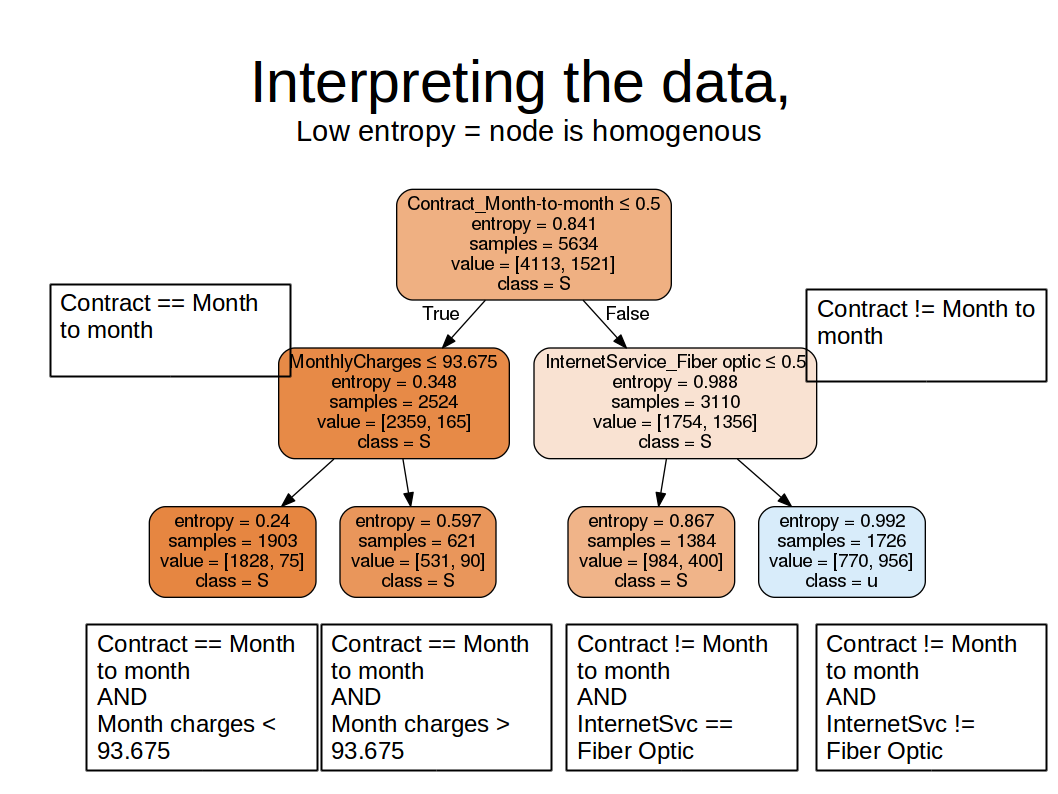 Interpreting the data,
Low entropy = node is homogenous
Contract_Month-to-month ≤ 0.5
entropy = 0.841
samples = 5634
value = [4113, 1521]
class = S
True
False
Contract == Month
to month
Contract != Month to
month
MonthlyCharges ≤ 93.675
entropy = 0.348
samples = 2524
value = [2359, 165]
class = S
InternetService_Fiber optic ≤ 0.5
entropy = 0.988
samples = 3110
value = [1754, 1356]
class = S
entropy = 0.24
samples = 1903
value = [1828, 75]
class = S
entropy = 0.597
samples = 621
value = [531, 90]
class = S
entropy = 0.867
samples = 1384
value = [984, 400]
class = S
entropy = 0.992
samples = 1726
value = [770, 956]
class = u
Contract == Month
to month
AND
Month charges <
93.675
Contract == Month
to month
AND
Month charges >
93.675
Contract != Month
to month
AND
InternetSvc ==
Fiber Optic
Contract != Month
to month
AND
InternetSvc !=
Fiber Optic